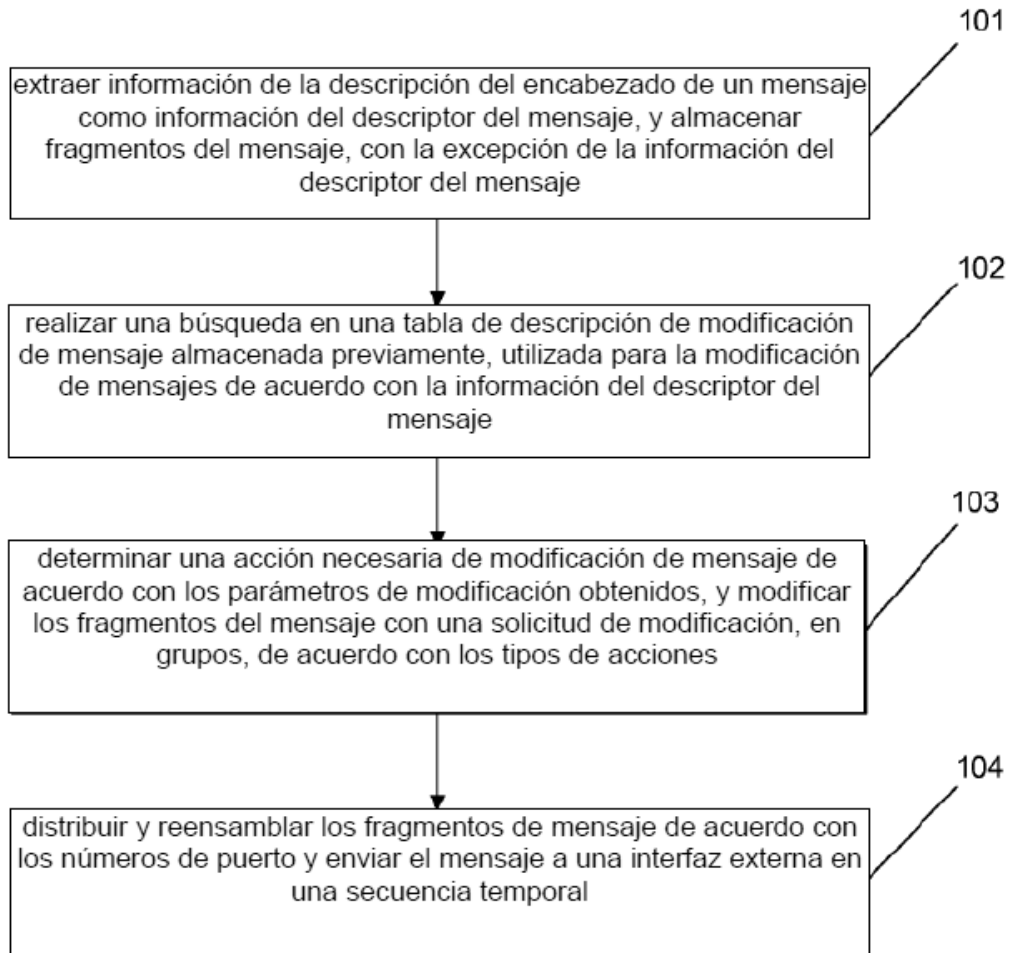 101
extraer información de la descripción del encabezado de un mensaje
como información del descriptor del mensaje, y almacenar
fragmentos del mensaje, con la excepción de la información del
descriptor del mensaje
102
realizar una búsqueda en una tabla de descripción de modificación
de mensaje almacenada previamente, utilizada para la modificación
de mensajes de acuerdo con la información del descriptor del
mensaje
103
determinar una acción necesaria de modificación de mensaje de
acuerdo con los parámetros de modificación obtenidos, y modificar
los fragmentos del mensaje con una solicitud de modificación, en
grupos, de acuerdo con los tipos de acciones
104
distribuir y reensamblar los fragmentos de mensaje de acuerdo con
los números de puerto y enviar el mensaje a una interfaz externa en
una secuencia temporal